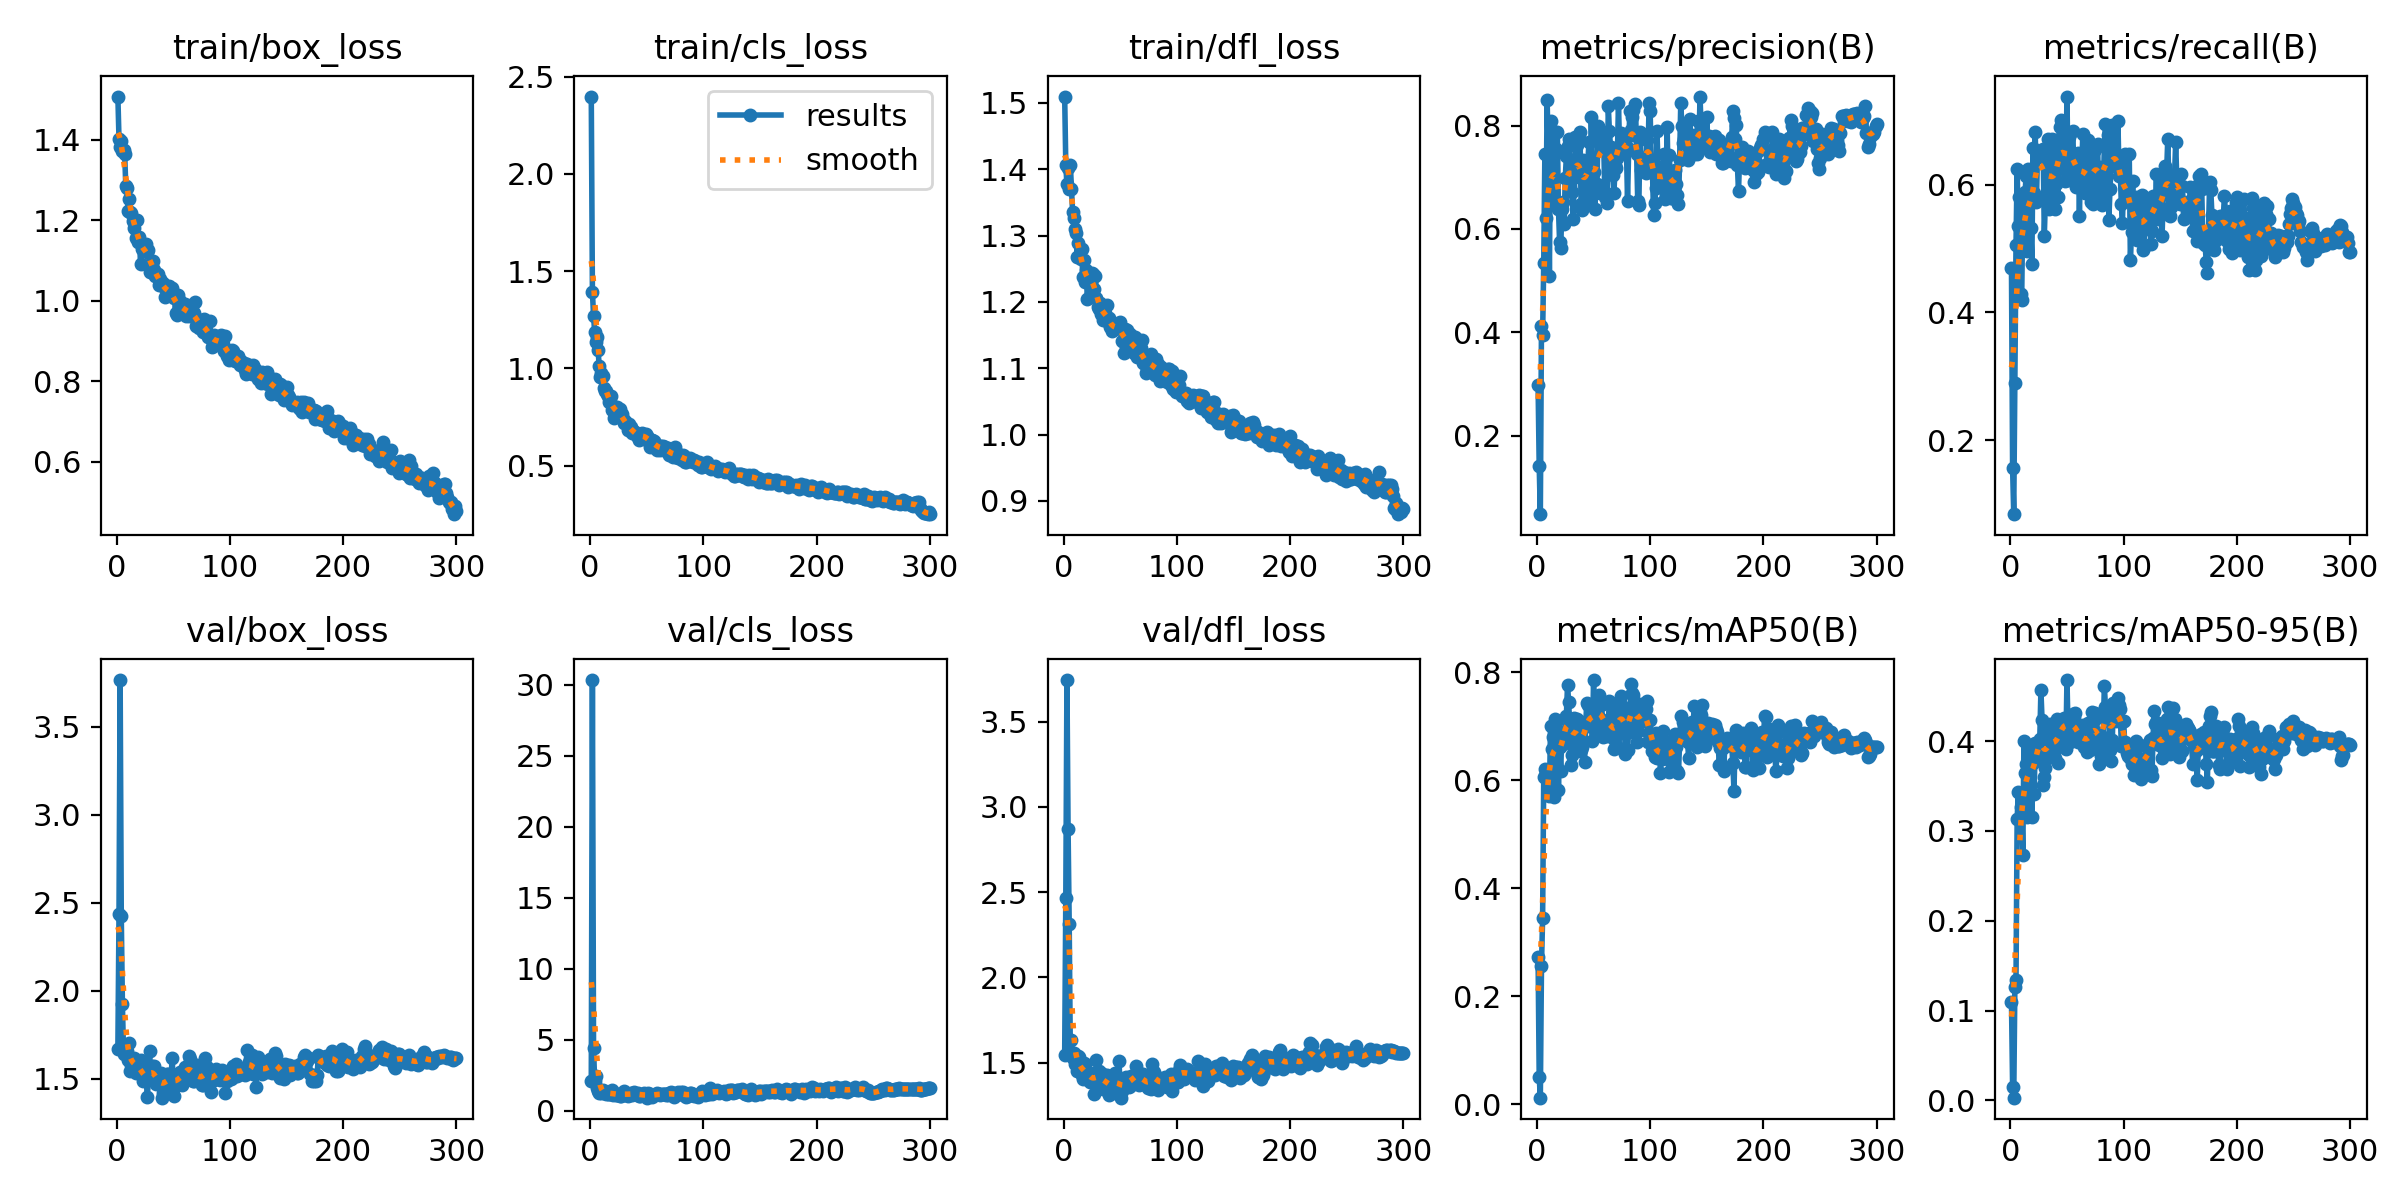 train/box_loss
1.4
1.2
1.0
0.8
0.6
0 100 200 300
train/cls_loss
results
smooth
2.5
2.0
1.5
1.0
0.5
0 100 200 300
train/dfl_loss
1.5
1.4
1.3
1.2
1.1
1.0
0.9
0 100 200 300
metrics/precision(B)
0.8
0.6
0.4
0.2
0 100 200 300
metrics/recall(B)
0.6
0.4
0.2
0 100 200 300
val/box_loss
3.5
3.0
2.5
2.0
1.5
0 100 200 300
val/cls_loss
30
25
20
15
10
5
0
0 100 200 300
val/dfl_loss
3.5
3.0
2.5
2.0
1.5
0 100 200 300
metrics/mAP50(B)
0.8
0.6
0.4
0.2
0.0
0 100 200 300
metrics/mAP50-95(B)
0.4
0.3
0.2
0.1
0.0
0 100 200 300